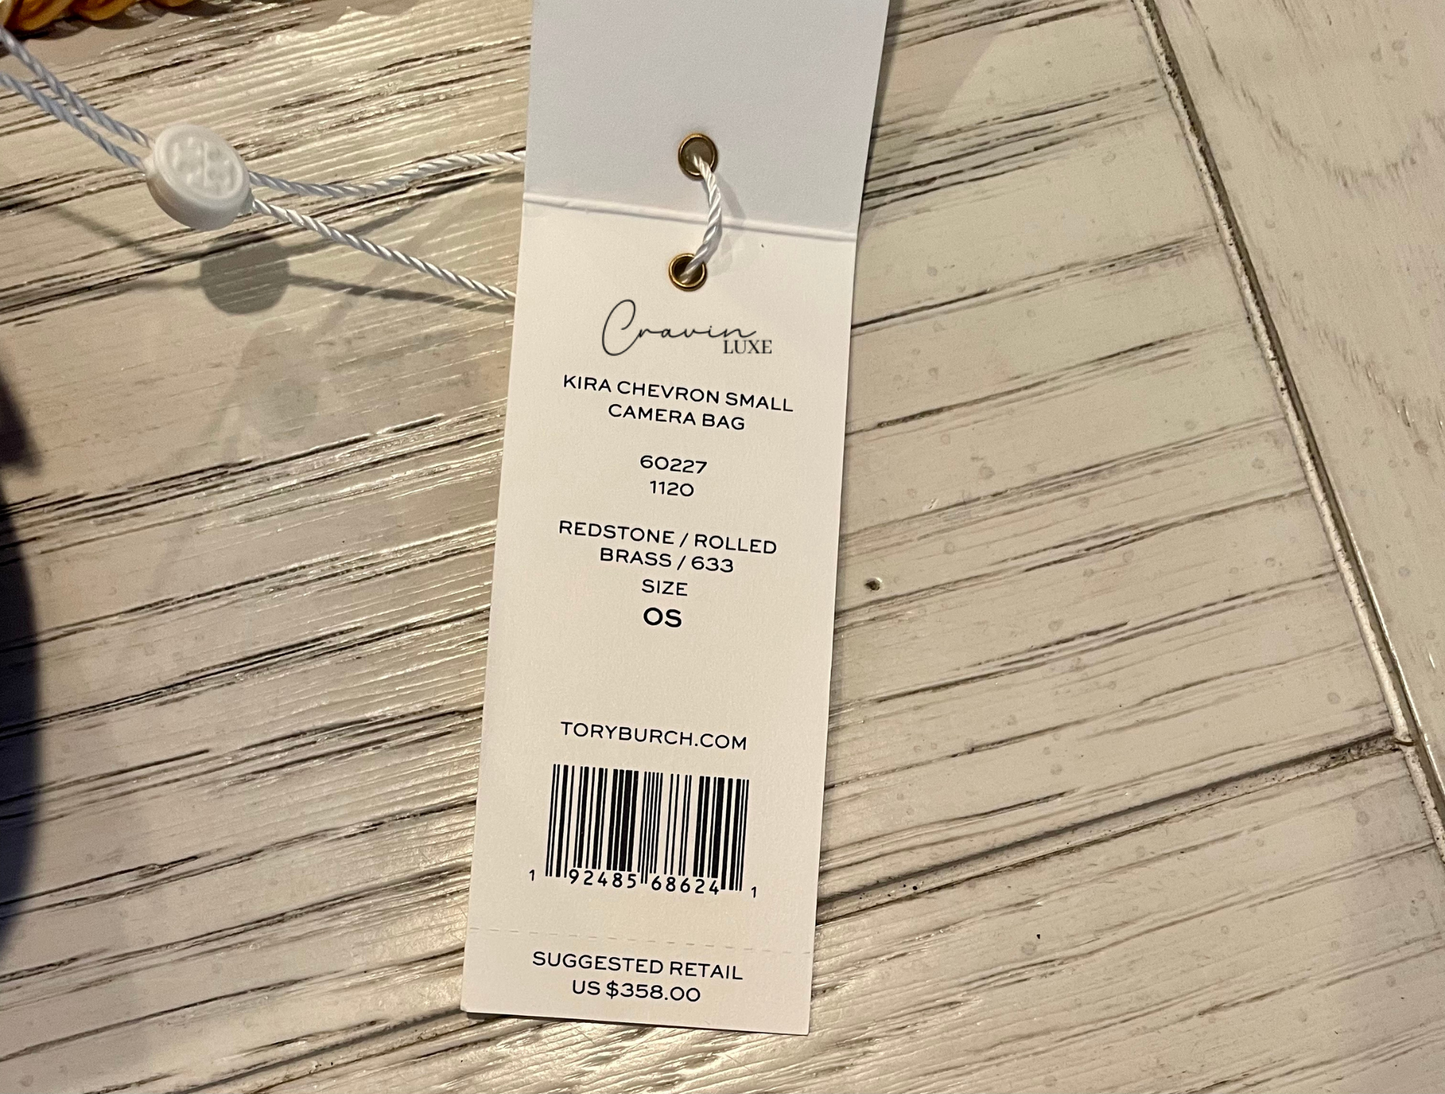 Cravin
LUXE
KIRA CHEVRON SMALL
CAMERA BAG
60227
1120
REDSTONE / ROLLED
BRASS / 633
SIZE
OS
TORYBURCH.COM
1 92485 68624 1
SUGGESTED RETAIL
US $358.00